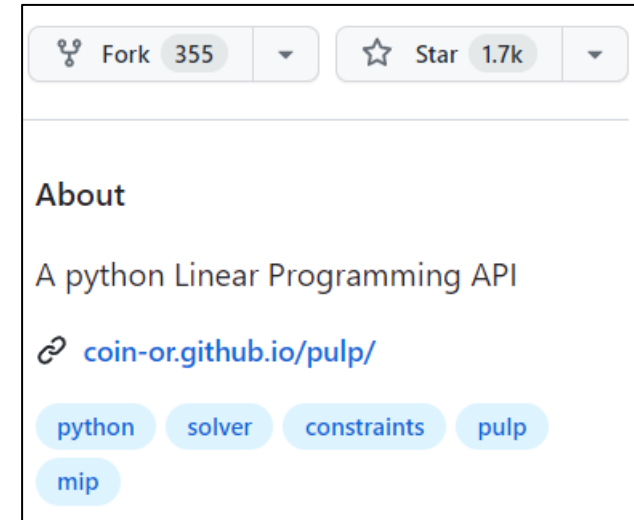 Fork 355 Star 1.7k
About
A python Linear Programming API
coin-or.github.io/pulp/
python solver constraints pulp
mip